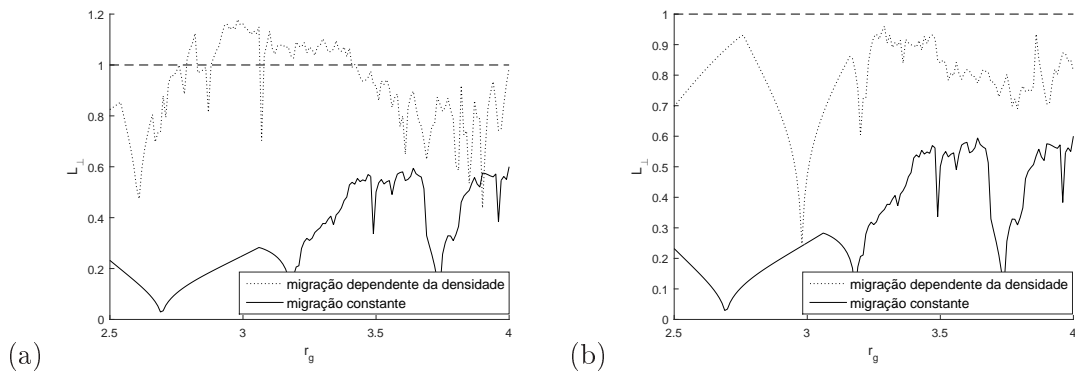 1.2
1
0.8
0.6
0.4
0.2
0
L⊥
2.5 3 3.5 4
r_g
migração dependente da densidade
migração constante
(a)
1
0.9
0.8
0.7
0.6
0.5
0.4
0.3
0.2
0.1
0
L⊥
2.5 3 3.5 4
r_g
migração dependente da densidade
migração constante
(b)